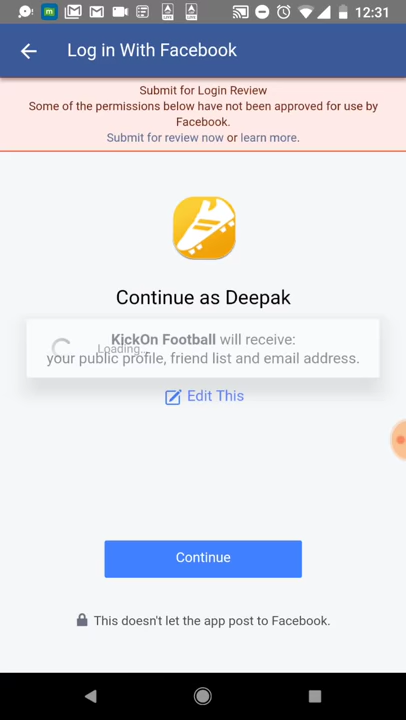 12:31
Log in With Facebook
Submit for Login Review
Some of the permissions below have not been approved for use by
Facebook.
Submit for review now or learn more.
Continue as Deepak
KickOn Football will receive:
Loading...
your public profile, friend list and email address.
Edit This
Continue
This doesn't let the app post to Facebook.